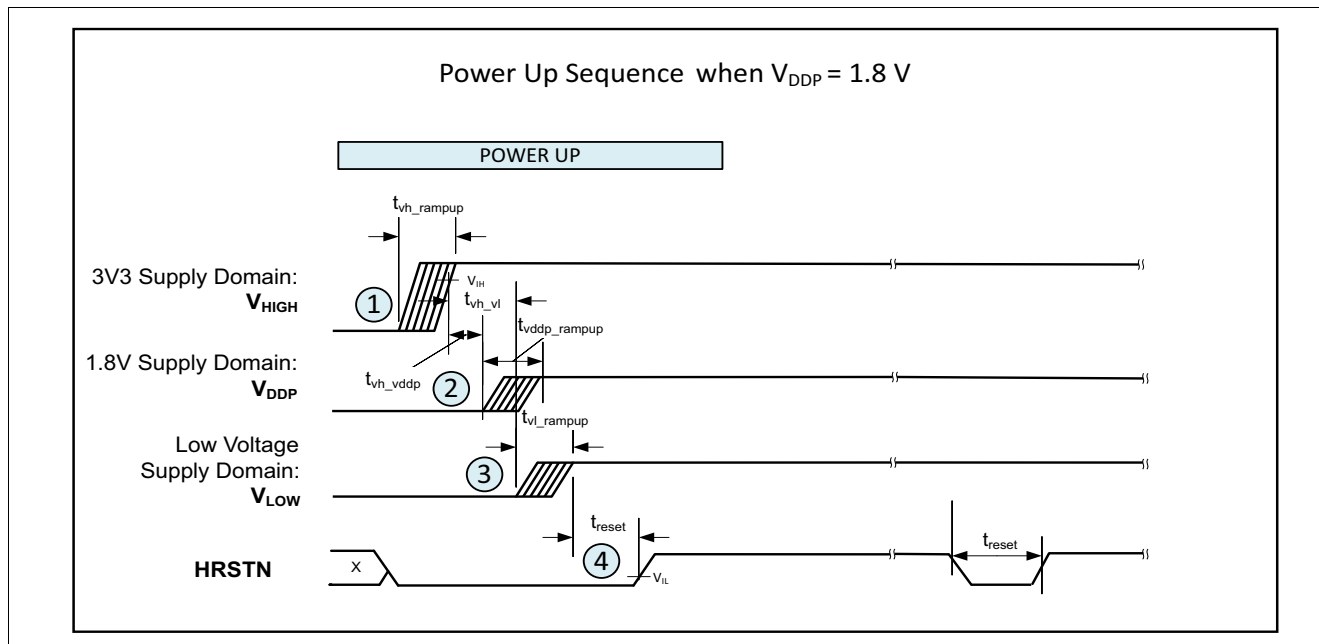 Power Up Sequence when VDDP = 1.8 V
POWER UP
tvh_rampup
3V3 Supply Domain:
VHIGH
1
VIH
tvh_vl
tvddp_rampup
1.8V Supply Domain:
VDDP
tvh_vddp
2
tvl_rampup
Low Voltage
Supply Domain:
VLOW
3
treset
HRSTN
X
4
VIL
treset